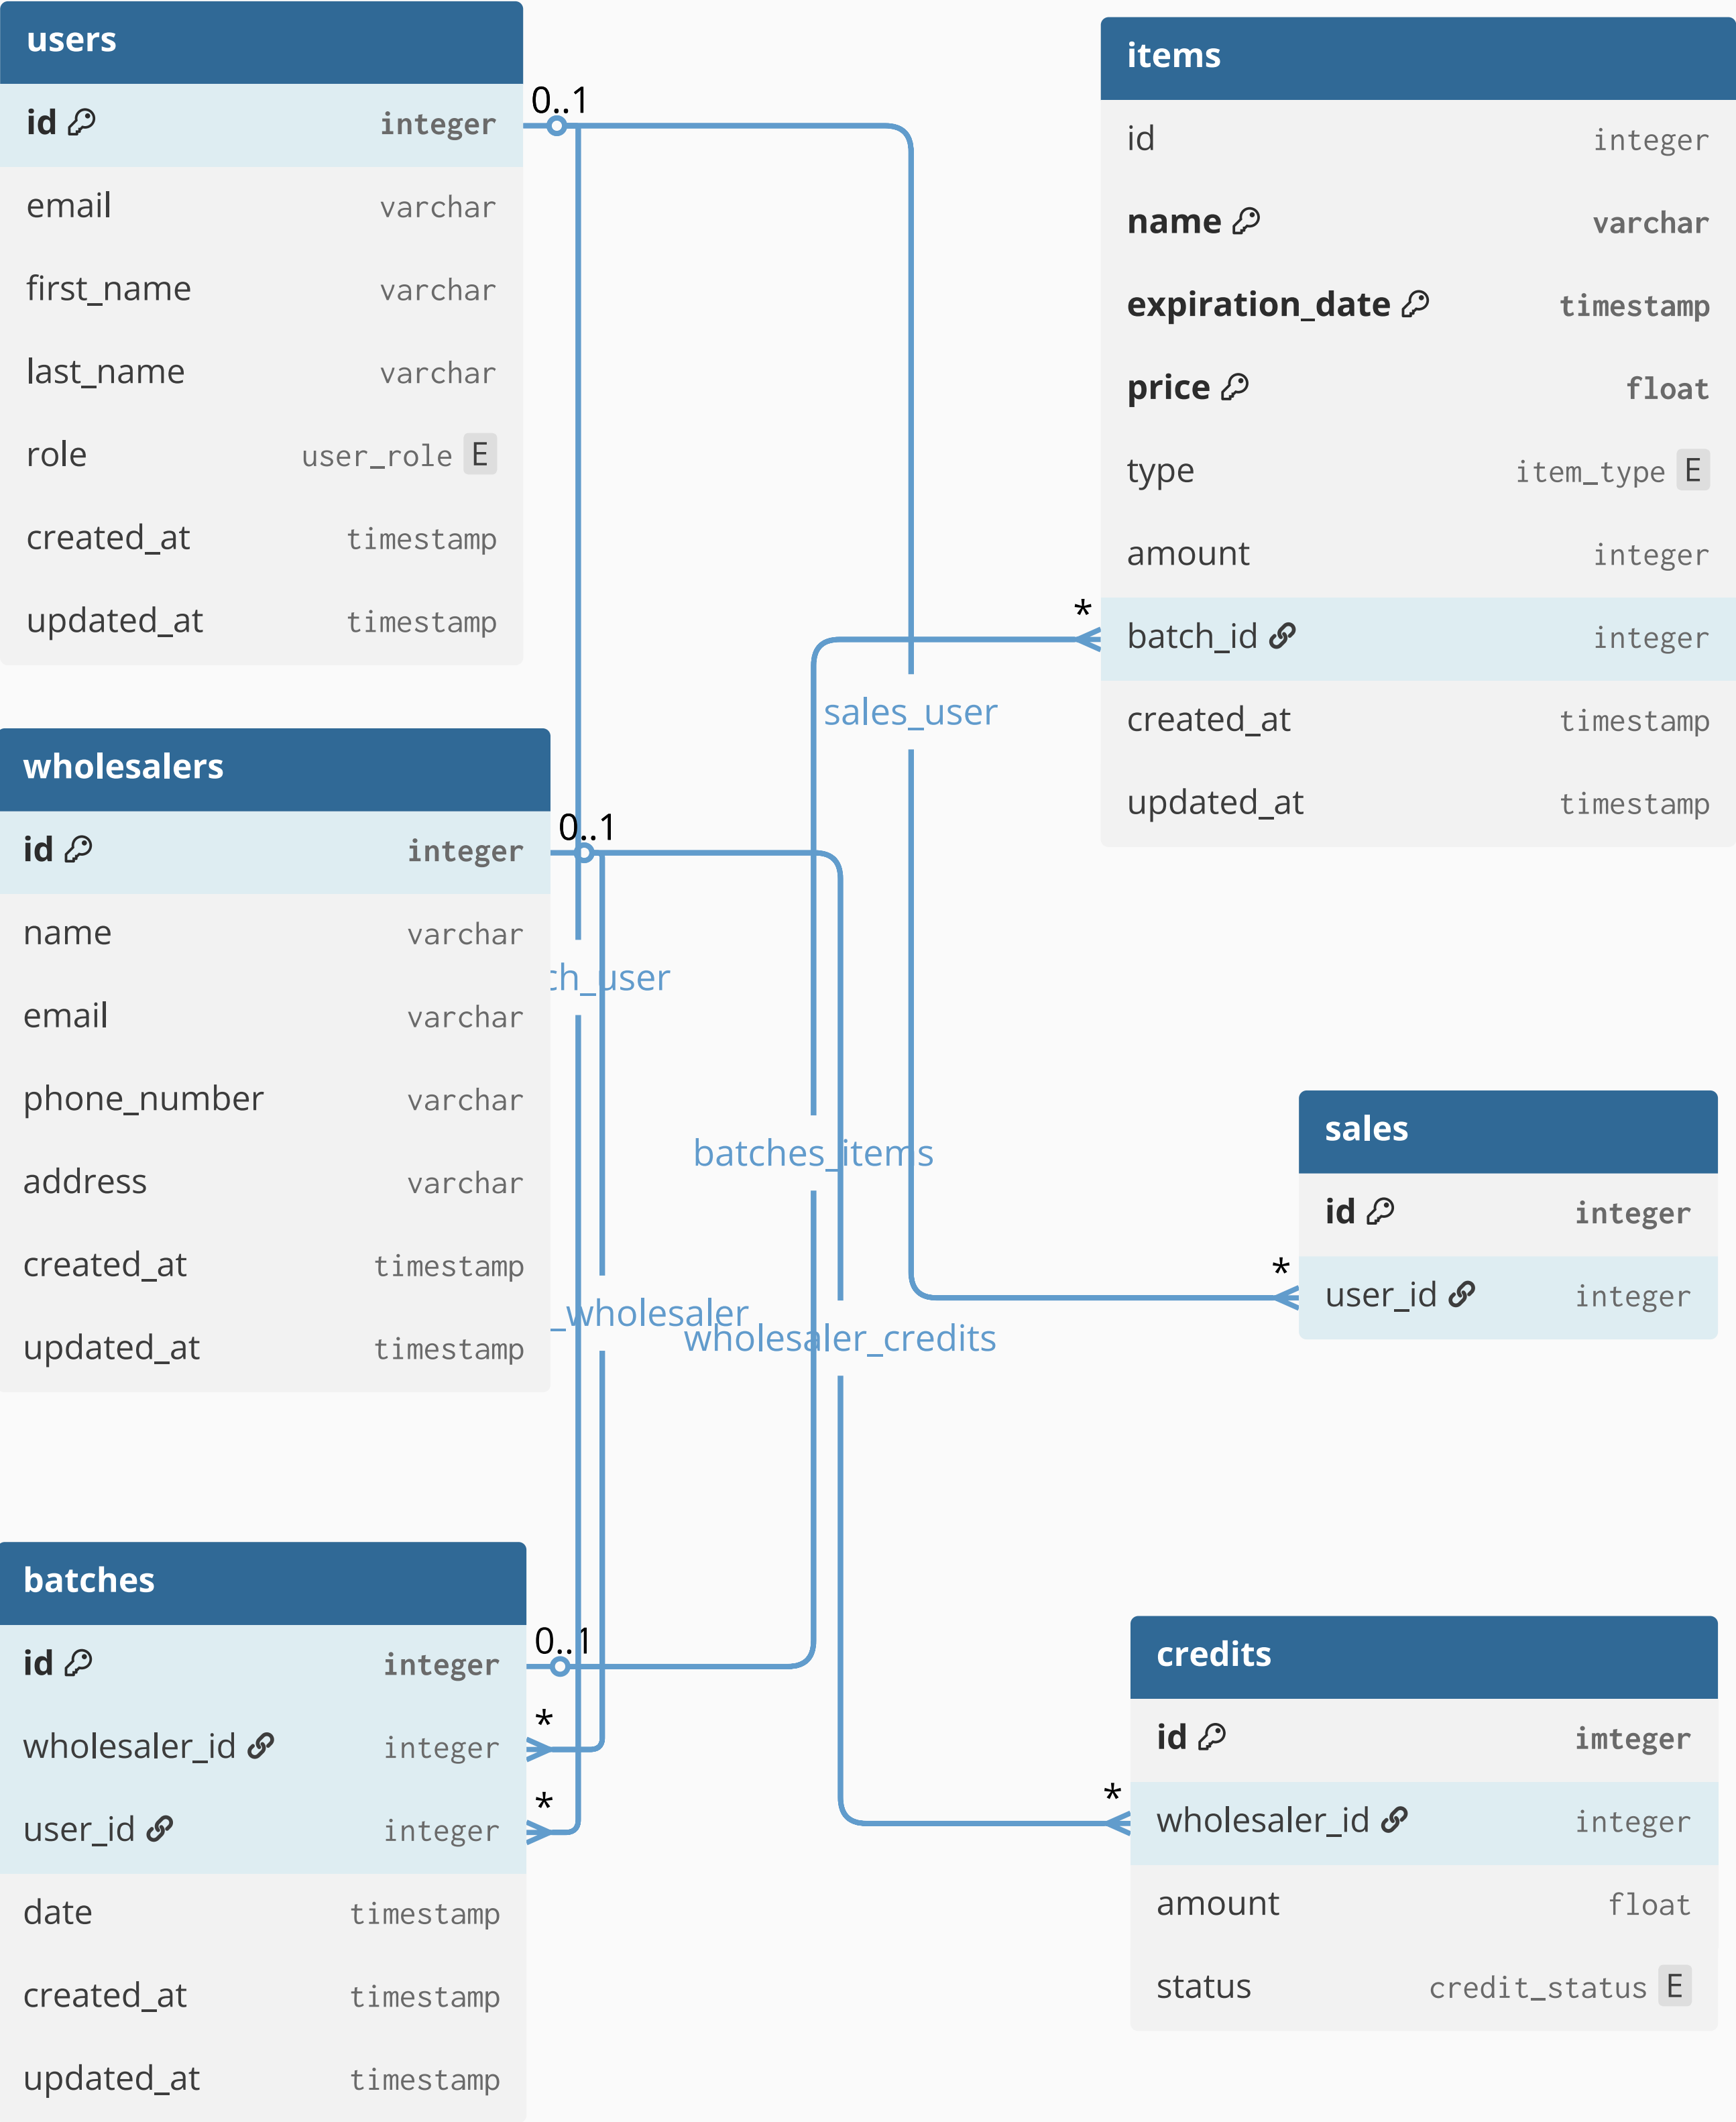 users
id integer
email varchar
first_name varchar
last_name varchar
role user_role E
created_at timestamp
updated_at timestamp
0..1
items
id integer
name varchar
expiration_date timestamp
price float
type item_type E
amount integer
batch_id integer
created_at timestamp
updated_at timestamp
*
sales_user
wholesalers
id integer
name varchar
email varchar
phone_number varchar
address varchar
created_at timestamp
updated_at timestamp
0..1
ch_user
batches_items
_wholesaler
wholesaler_credits
sales
id integer
user_id integer
*
batches
id integer
wholesaler_id integer
user_id integer
date timestamp
created_at timestamp
updated_at timestamp
0..1
*
*
credits
id imteger
wholesaler_id integer
amount float
status credit_status E
*